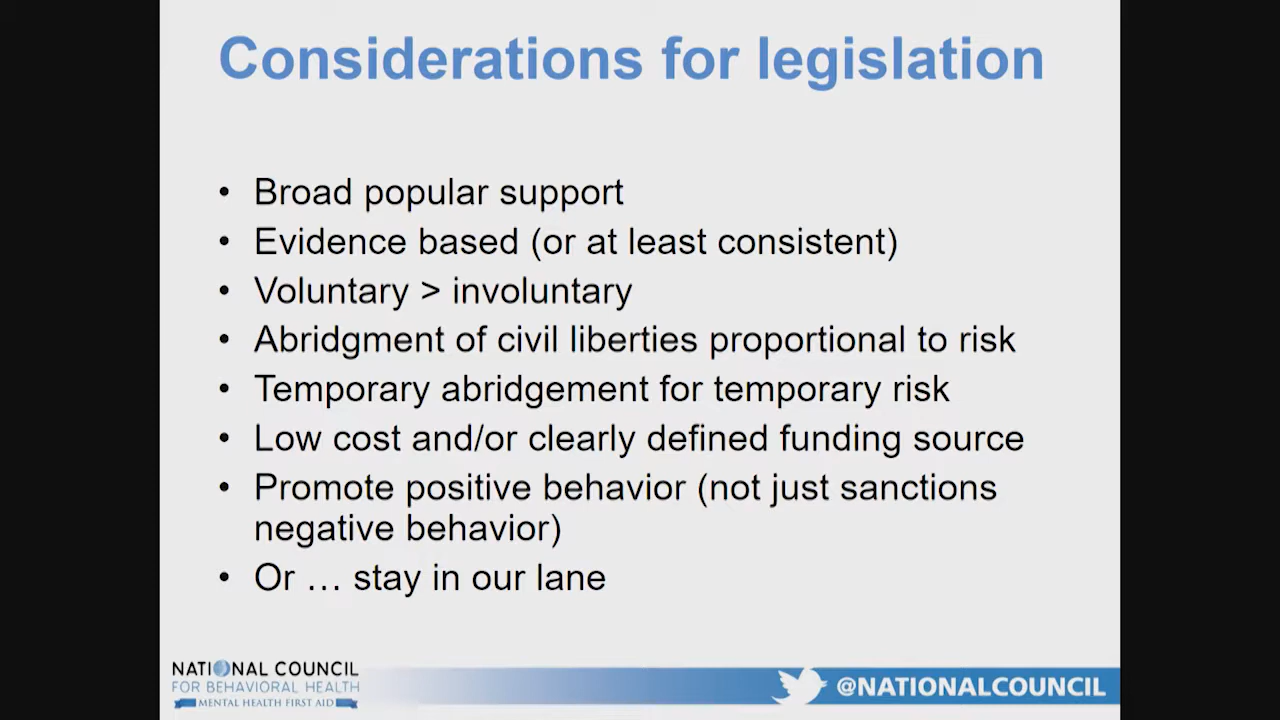 Considerations for legislation
• Broad popular support
• Evidence based (or at least consistent)
• Voluntary > involuntary
• Abridgment of civil liberties proportional to risk
• Temporary abridgement for temporary risk
• Low cost and/or clearly defined funding source
• Promote positive behavior (not just sanctions
negative behavior)
• Or … stay in our lane
NATIONAL COUNCIL
FOR BEHAVIORAL HEALTH
MENTAL HEALTH FIRST AID
@NATIONALCOUNCIL